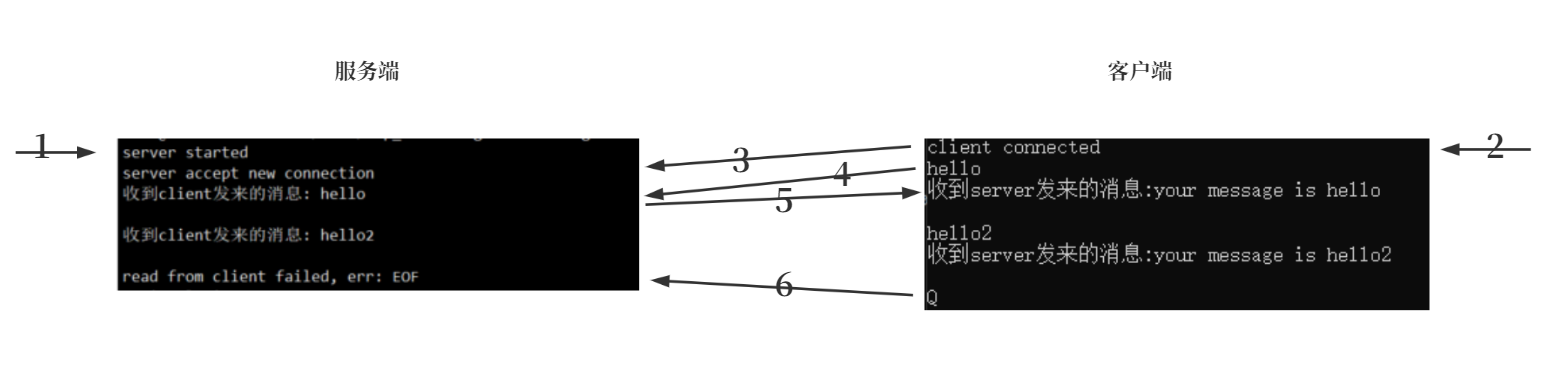 服务端
客户端
1
server started
server accept new connection
收到client发来的消息: hello
收到client发来的消息: hello2
read from client failed, err: EOF
3
4
5
6
client connected
hello
收到server发来的消息:your message is hello
hello2
收到server发来的消息:your message is hello2
Q
2